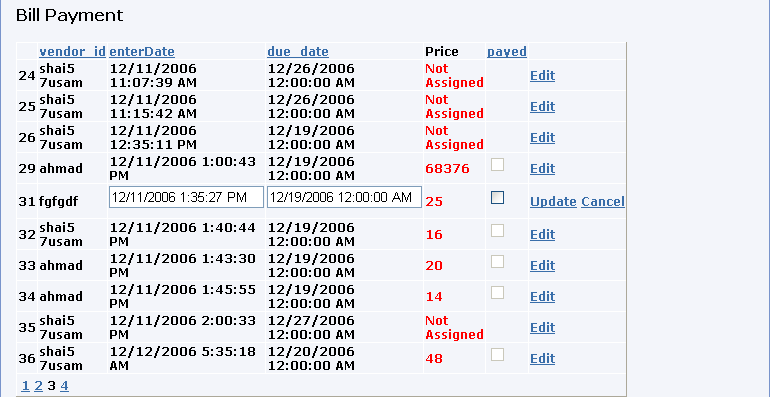 Bill Payment
vendor_id enterDate due_date Price payed
24 shai5 7usam 12/11/2006 11:07:39 AM 12/26/2006 12:00:00 AM Not Assigned Edit
25 shai5 7usam 12/11/2006 11:15:42 AM 12/26/2006 12:00:00 AM Not Assigned Edit
26 shai5 7usam 12/11/2006 12:35:11 PM 12/19/2006 12:00:00 AM Not Assigned Edit
29 ahmad 12/11/2006 1:00:43 PM 12/19/2006 12:00:00 AM 68376 Edit
31 fgfgdf 12/11/2006 1:35:27 PM 12/19/2006 12:00:00 AM 25 Update Cancel
32 shai5 7usam 12/11/2006 1:40:44 PM 12/19/2006 12:00:00 AM 16 Edit
33 ahmad 12/11/2006 1:43:30 PM 12/19/2006 12:00:00 AM 20 Edit
34 ahmad 12/11/2006 1:45:55 PM 12/19/2006 12:00:00 AM 14 Edit
35 shai5 7usam 12/11/2006 2:00:33 PM 12/27/2006 12:00:00 AM Not Assigned Edit
36 shai5 7usam 12/12/2006 5:35:18 AM 12/20/2006 12:00:00 AM 48 Edit
1 2 3 4